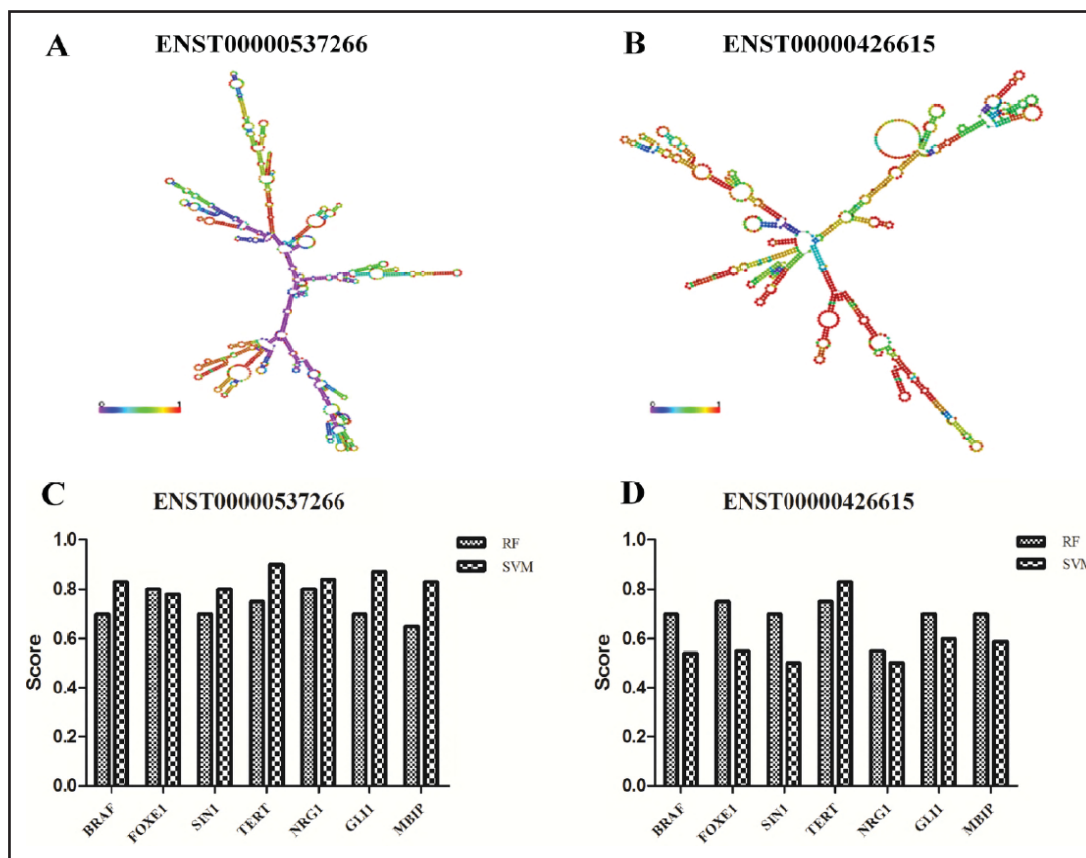 A
ENST00000537266
B
ENST00000426615
0 1
0 1
C
ENST00000537266
D
ENST00000426615
RF
SVM
Score
1.0
0.8
0.6
0.4
0.2
0.0
BRAF
FOXE1
SIN1
TERT
NRG1
GLI1
MBIP
RF
SVM
Score
1.0
0.8
0.6
0.4
0.2
0.0
BRAF
FOXE1
SIN1
TERT
NRG1
GLI1
MBIP